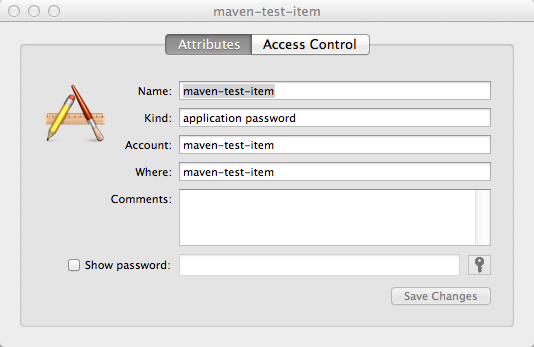 maven-test-item
Attributes Access Control
Name: maven-test-item
Kind: application password
Account: maven-test-item
Where: maven-test-item
Comments:
Show password:
Save Changes